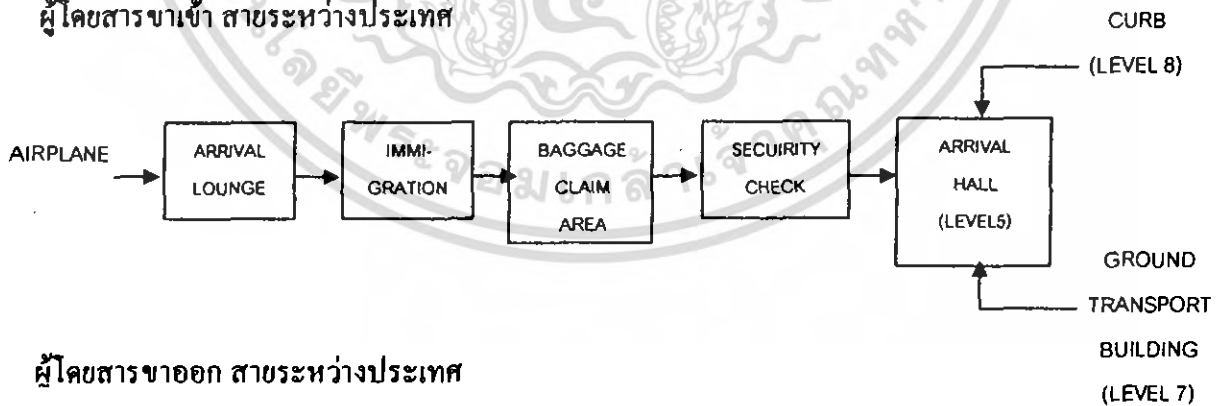 ผู้โดยสารขาเข้า สายระหว่างประเทศ
CURB
(LEVEL 8)
AIRPLANE
ARRIVAL
LOUNGE
IMMI-
GRATION
BAGGAGE
CLAIM
AREA
SECUIRITY
CHECK
ARRIVAL
HALL
(LEVEL5)
GROUND
TRANSPORT
BUILDING
(LEVEL 7)
ผู้โดยสารขาออก สายระหว่างประเทศ